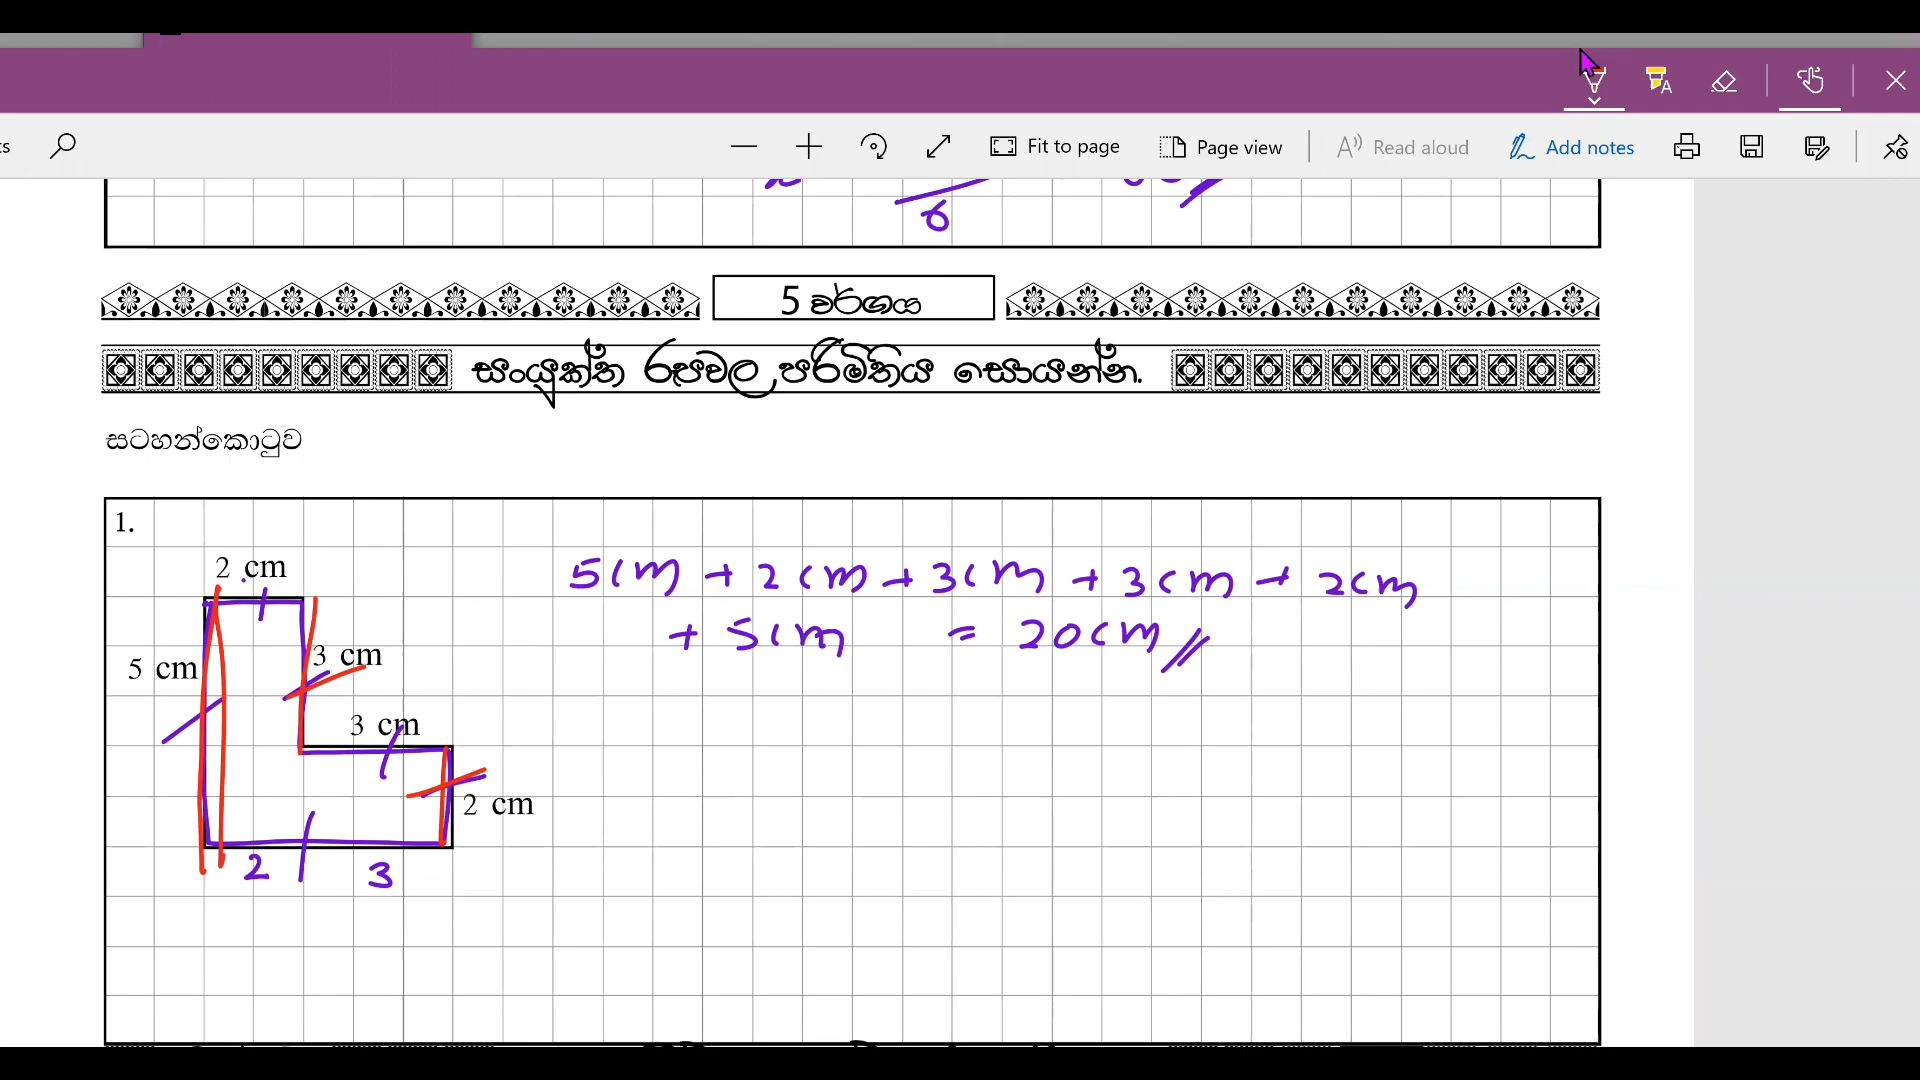 Fit to page
Page view
Read aloud
Add notes
6
5 වර්ගය
සංයුක්ත රූපවල පරිමිතිය සොයන්න.
සටහන්කොටුව
1.
2 cm
5cm + 2cm + 3cm + 3cm + 2cm
+ 5cm = 20cm
5 cm
3 cm
3 cm
2 cm
2 3